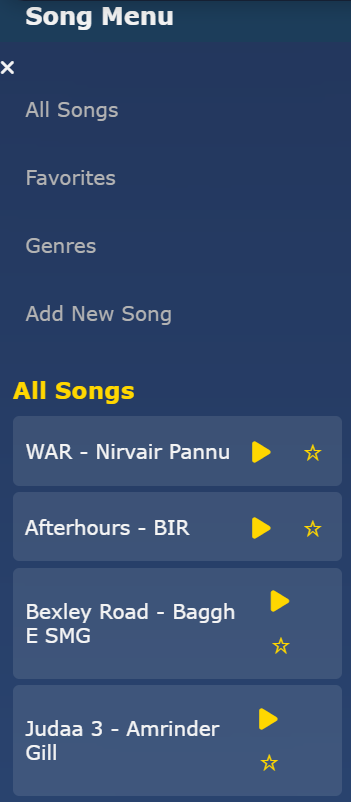 Song Menu
All Songs
Favorites
Genres
Add New Song
All Songs
WAR - Nirvair Pannu
Afterhours - BIR
Bexley Road - Baggh
E SMG
Judaa 3 - Amrinder
Gill